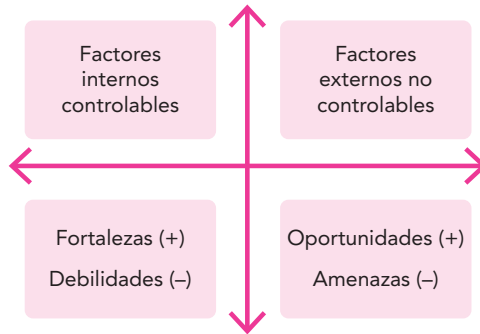 Factores
internos
controlables
Factores
externos no
controlables
Fortalezas (+)
Debilidades (–)
Oportunidades (+)
Amenazas (–)